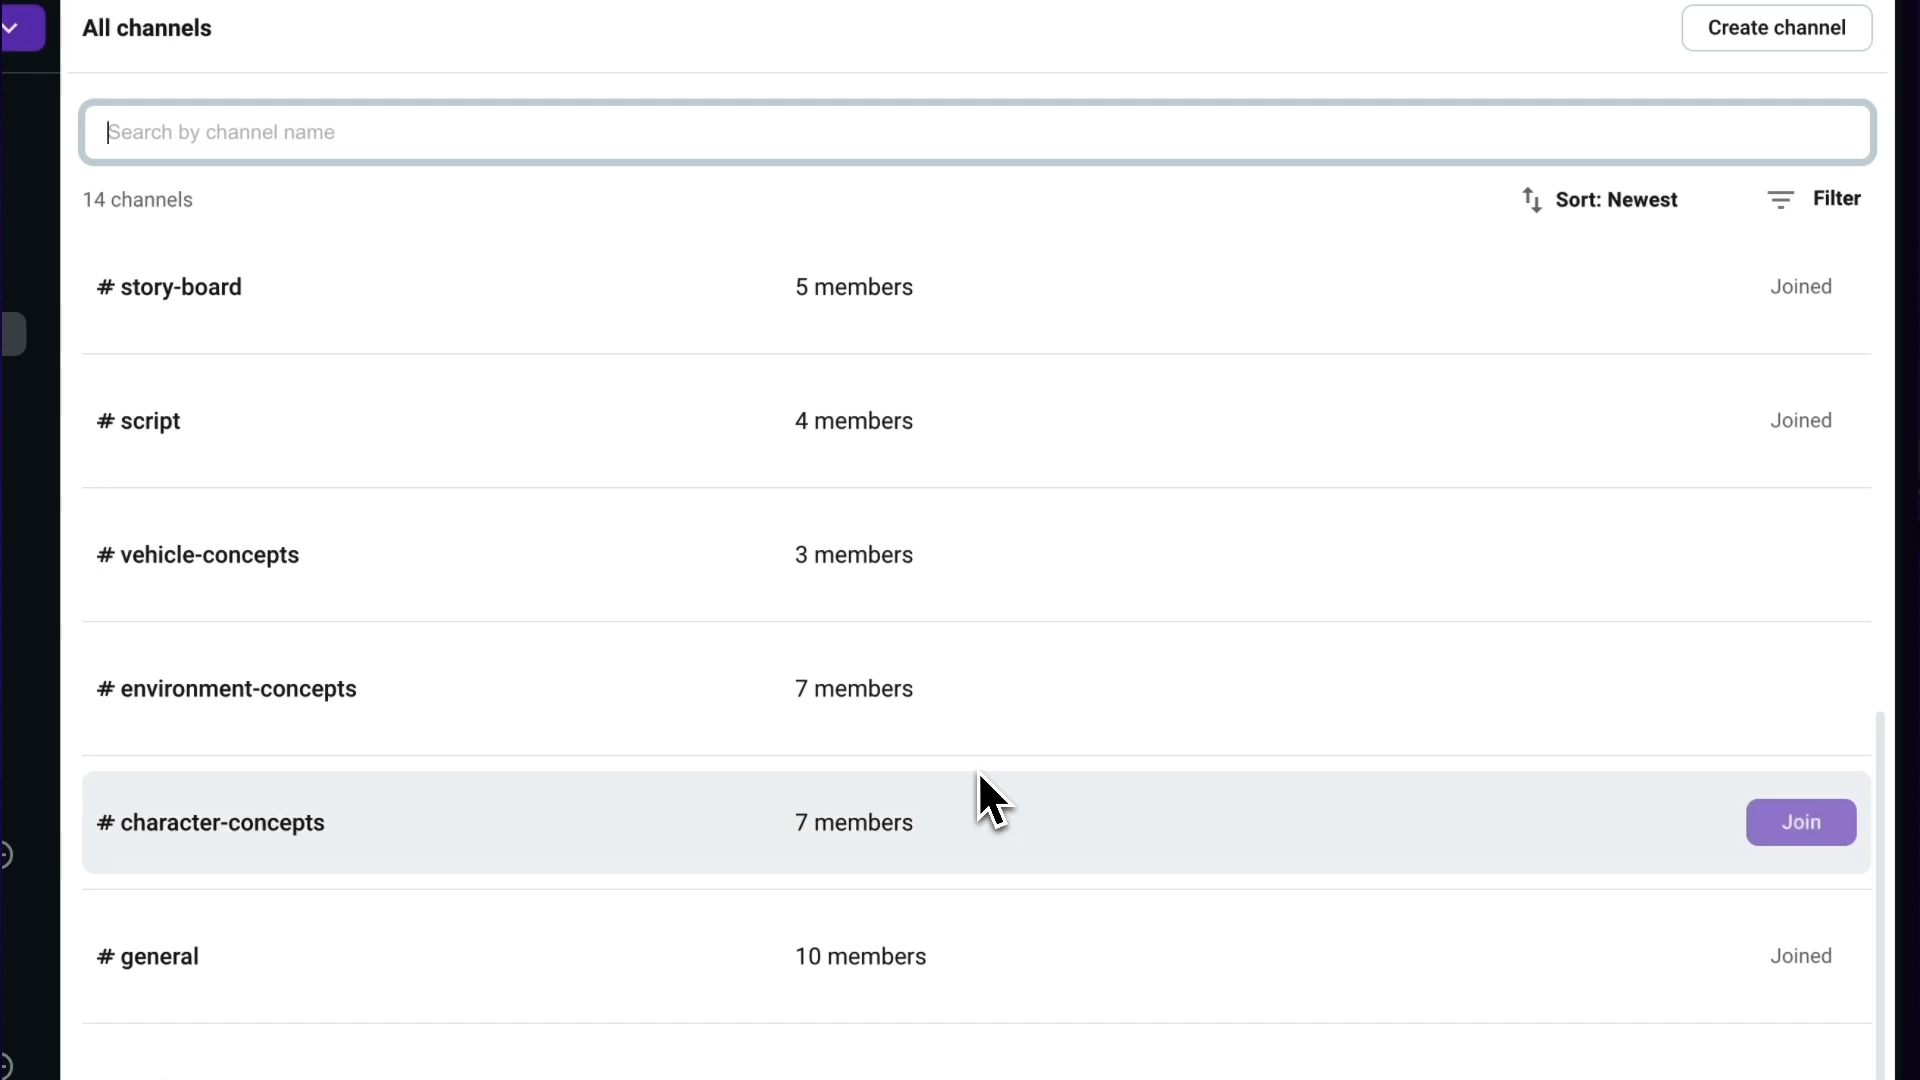 All channels
Create channel
Search by channel name
14 channels
Sort: Newest
Filter
# story-board
5 members
Joined
# script
4 members
Joined
# vehicle-concepts
3 members
# environment-concepts
7 members
# character-concepts
7 members
Join
# general
10 members
Joined